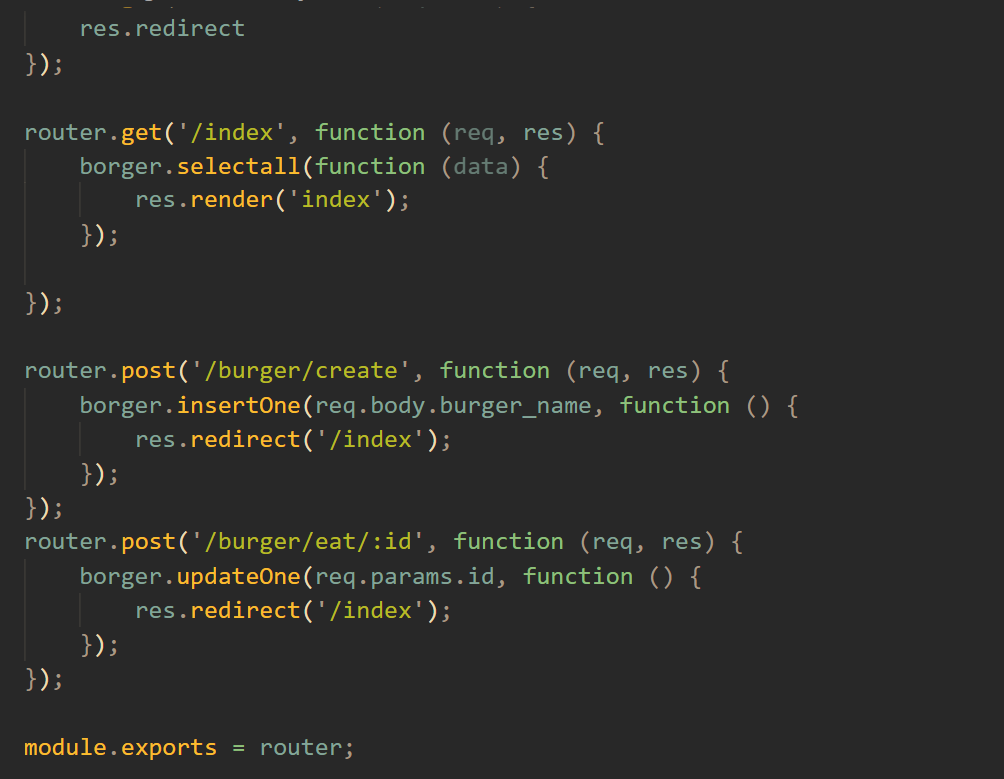 res.redirect
});
router.get('/index', function (req, res) {
borger.selectall(function (data) {
res.render('index');
});
});
router.post('/burger/create', function (req, res) {
borger.insertOne(req.body.burger_name, function () {
res.redirect('/index');
});
});
router.post('/burger/eat/:id', function (req, res) {
borger.updateOne(req.params.id, function () {
res.redirect('/index');
});
});
module.exports = router;